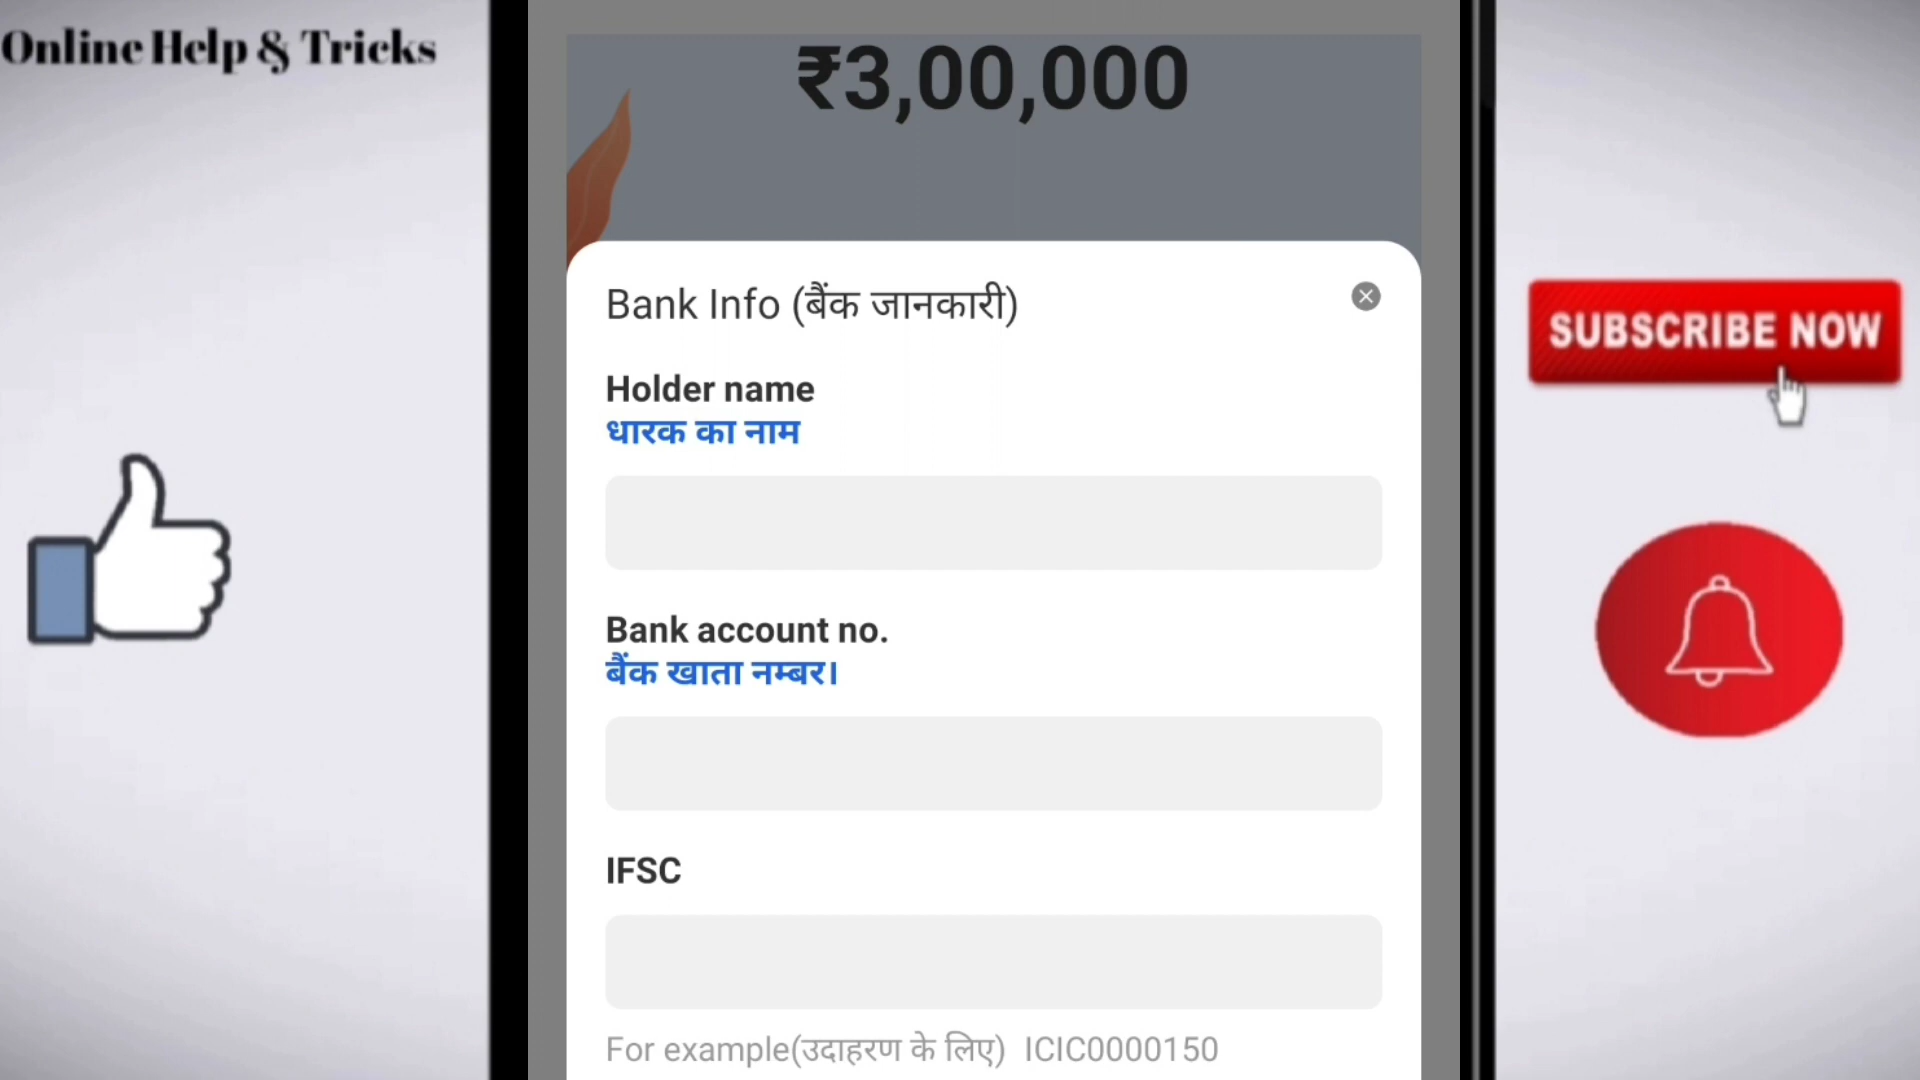 Online Help & Tricks
₹3,00,000
Bank Info (बैंक जानकारी)
Holder name
धारक का नाम
Bank account no.
बैंक खाता नम्बर।
IFSC
For example(उदाहरण के लिए) ICIC0000150
SUBSCRIBE NOW